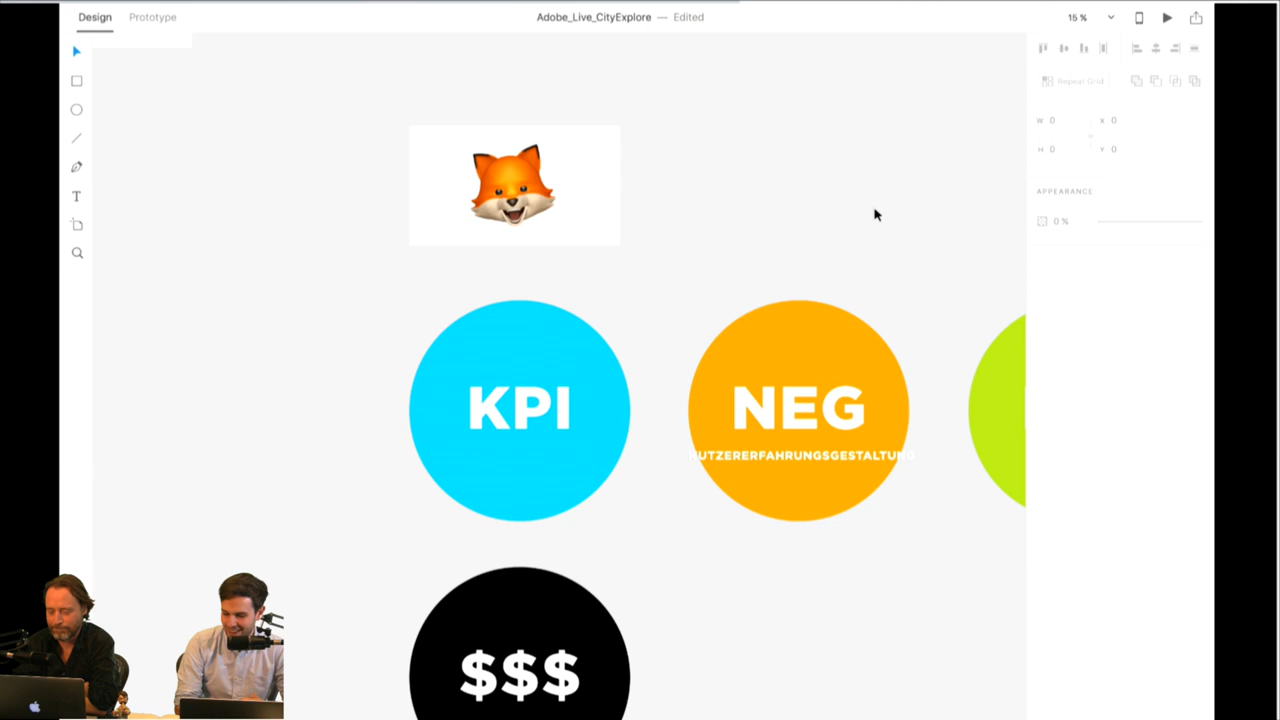 Design Prototype Adobe_Live_CityExplore — Edited 15 %
Repeat Grid
W 0 X 0
H 0 Y 0
APPEARANCE
0 %
KPI
NEG
NUTZERERFAHRUNGSGESTALTUNG
$$$